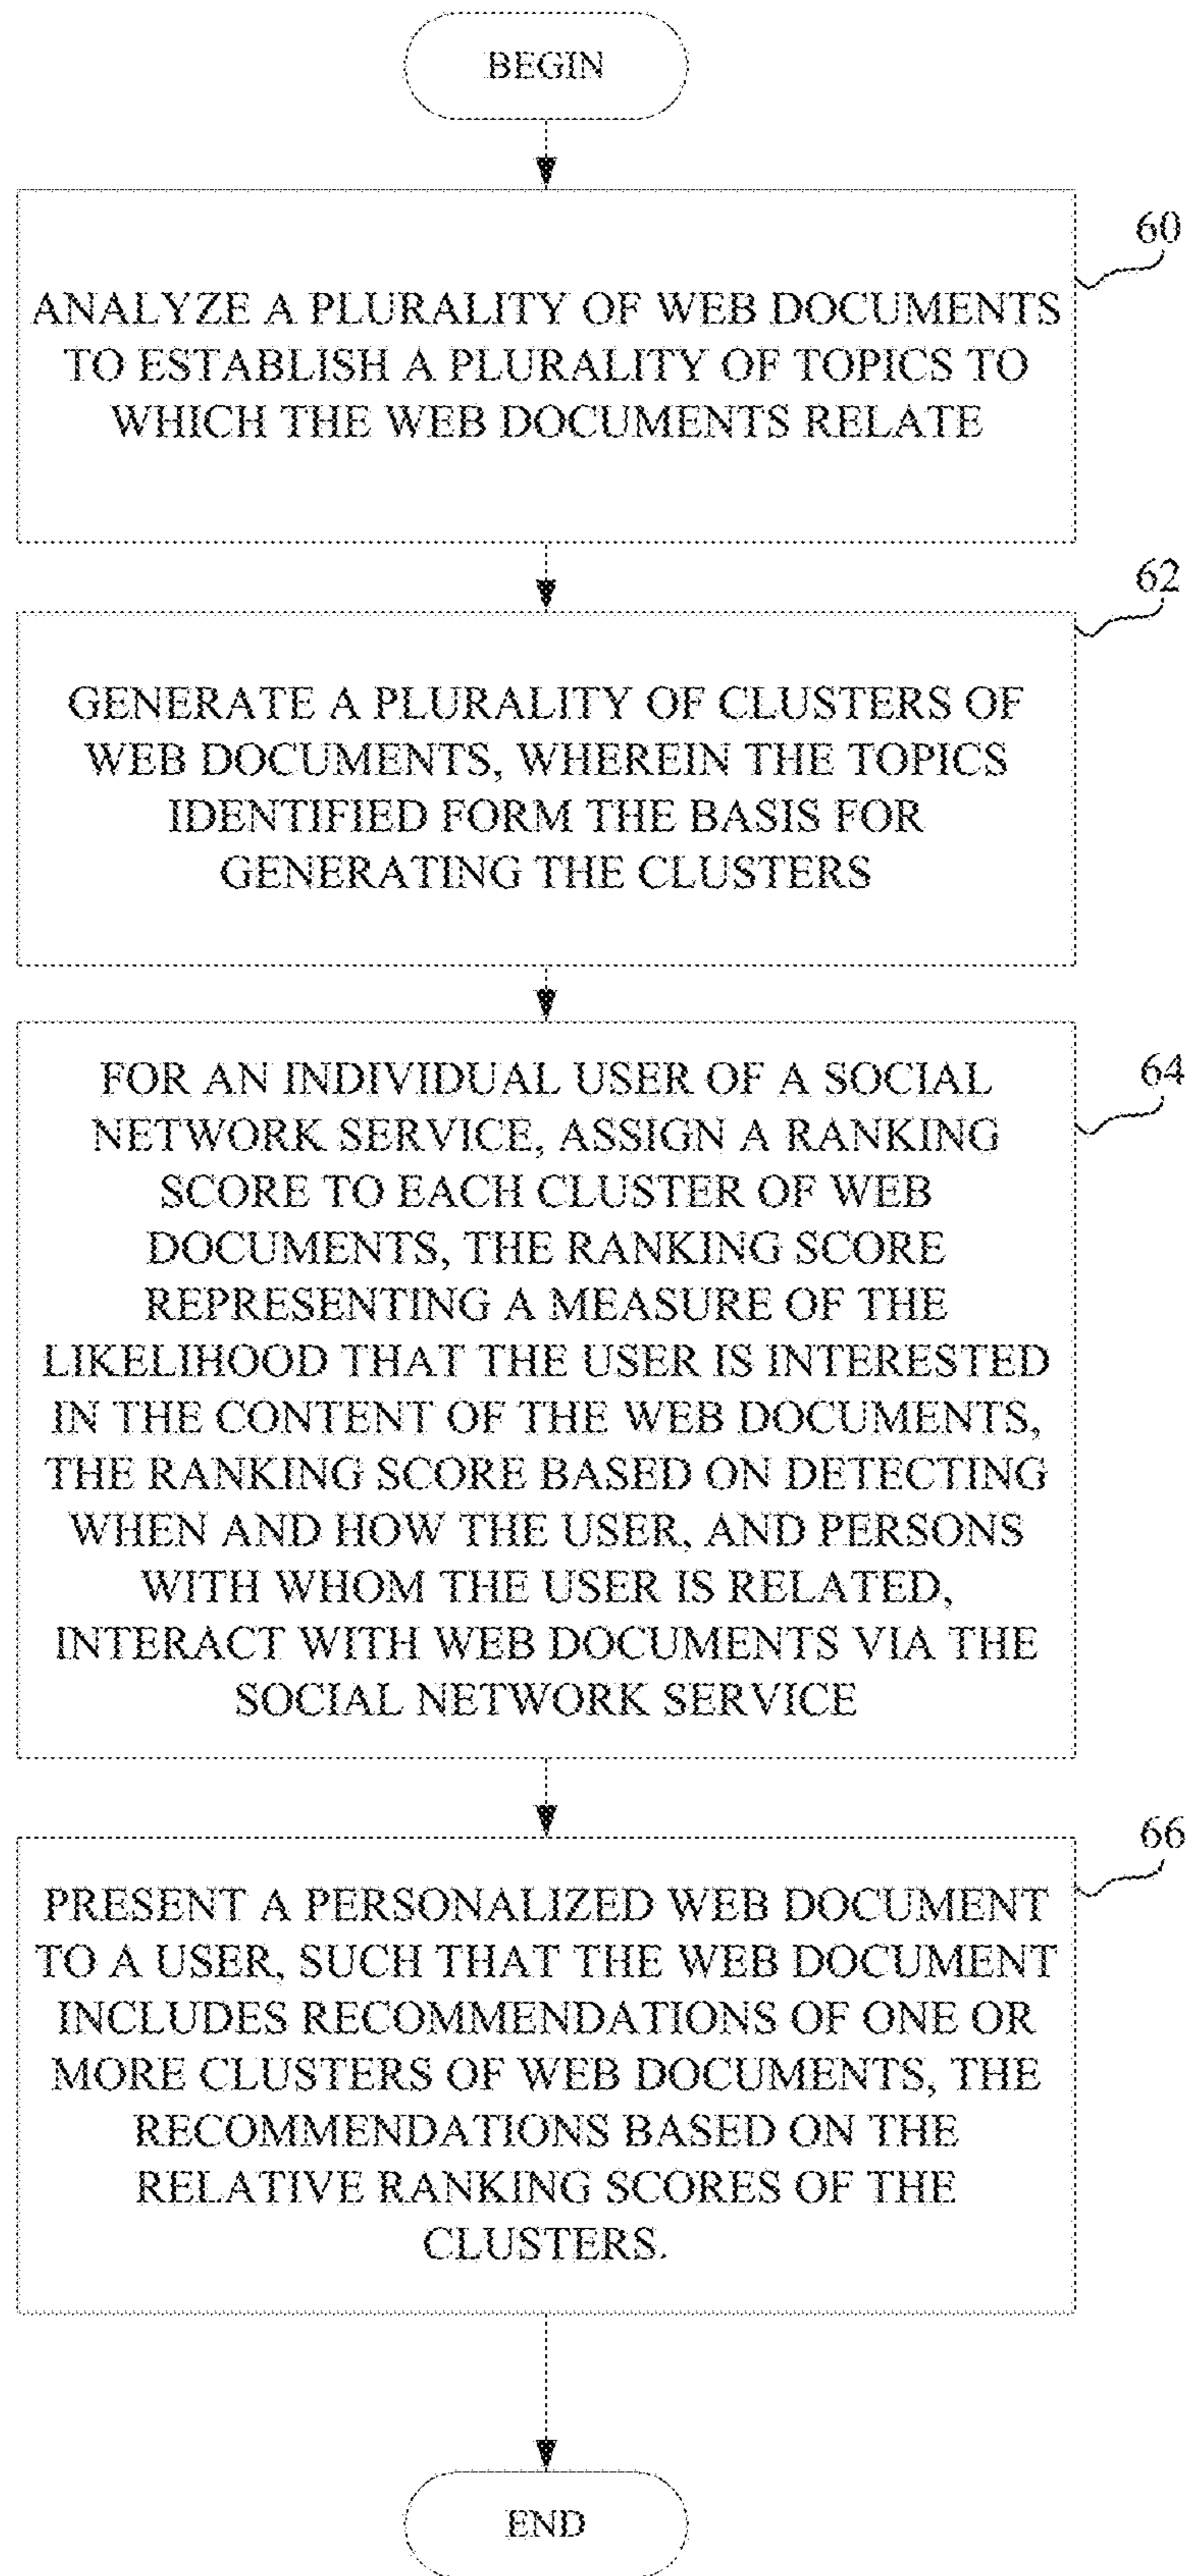 BEGIN
60
ANALYZE A PLURALITY OF WEB DOCUMENTS
TO ESTABLISH A PLURALITY OF TOPICS TO
WHICH THE WEB DOCUMENTS RELATE
62
GENERATE A PLURALITY OF CLUSTERS OF
WEB DOCUMENTS, WHEREIN THE TOPICS
IDENTIFIED FORM THE BASIS FOR
GENERATING THE CLUSTERS
64
FOR AN INDIVIDUAL USER OF A SOCIAL
NETWORK SERVICE, ASSIGN A RANKING
SCORE TO EACH CLUSTER OF WEB
DOCUMENTS, THE RANKING SCORE
REPRESENTING A MEASURE OF THE
LIKELIHOOD THAT THE USER IS INTERESTED
IN THE CONTENT OF THE WEB DOCUMENTS,
THE RANKING SCORE BASED ON DETECTING
WHEN AND HOW THE USER, AND PERSONS
WITH WHOM THE USER IS RELATED,
INTERACT WITH WEB DOCUMENTS VIA THE
SOCIAL NETWORK SERVICE
66
PRESENT A PERSONALIZED WEB DOCUMENT
TO A USER, SUCH THAT THE WEB DOCUMENT
INCLUDES RECOMMENDATIONS OF ONE OR
MORE CLUSTERS OF WEB DOCUMENTS, THE
RECOMMENDATIONS BASED ON THE
RELATIVE RANKING SCORES OF THE
CLUSTERS.
END